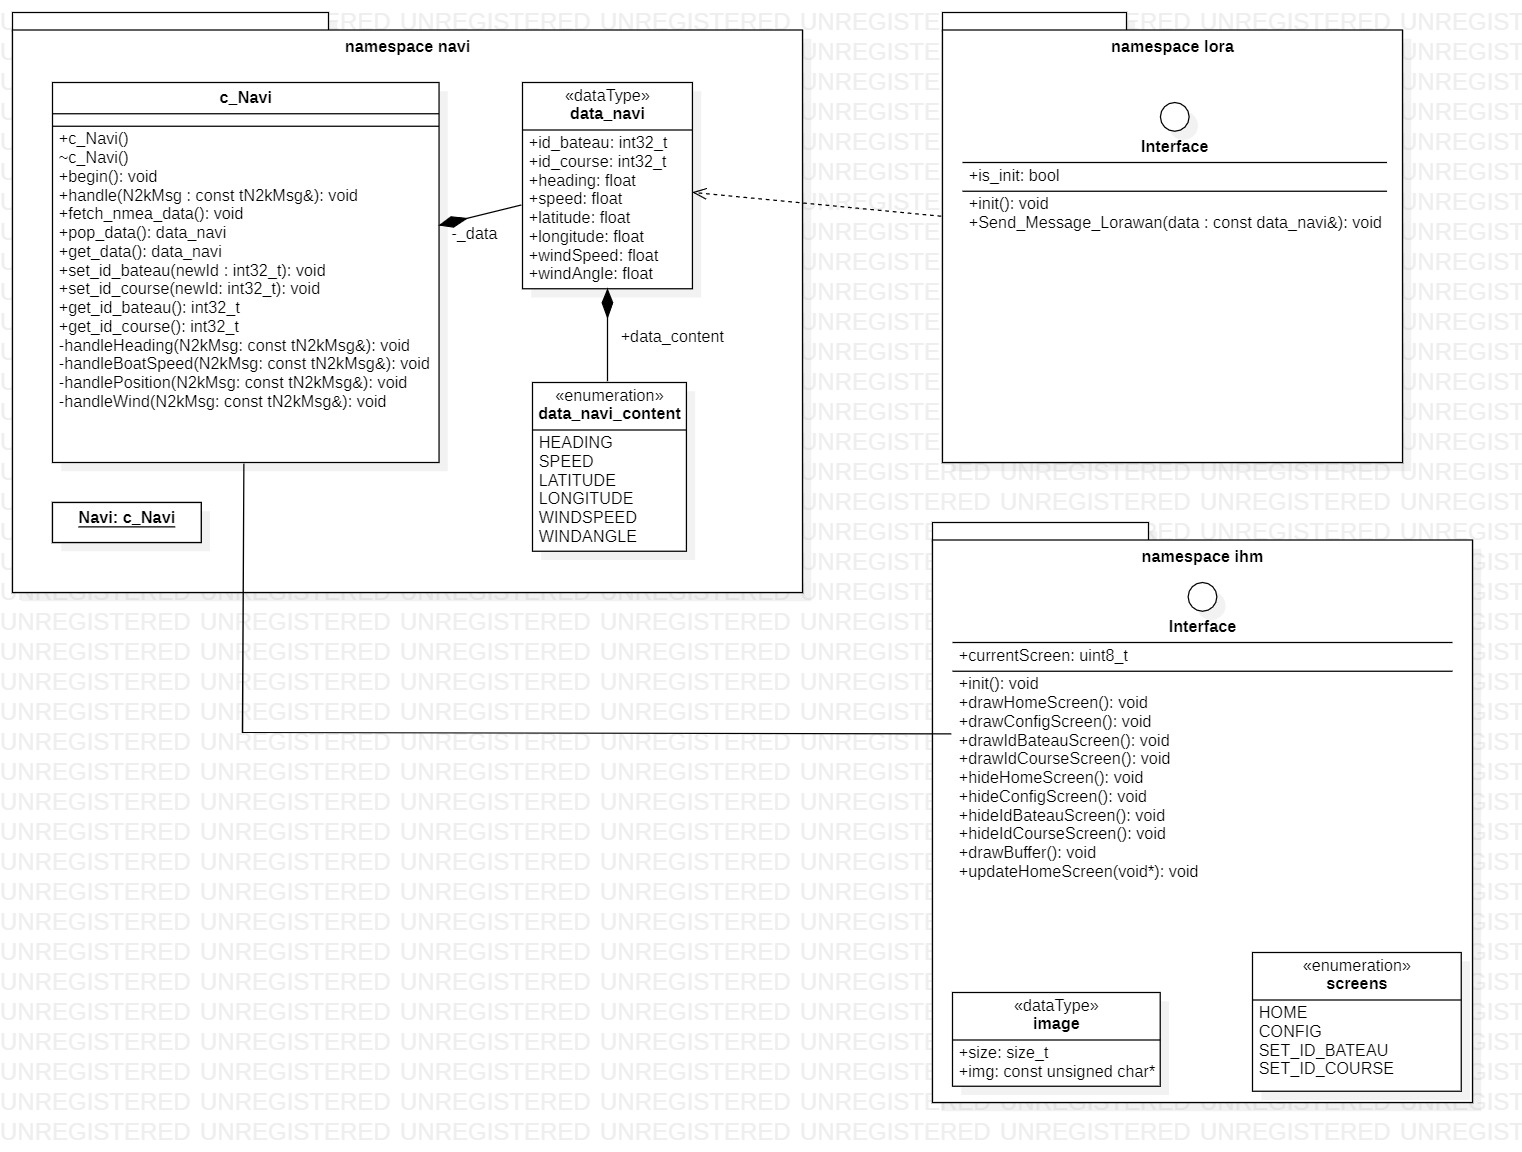 namespace navi
c_Navi
+c_Navi()
~c_Navi()
+begin(): void
+handle(N2kMsg : const tN2kMsg&): void
+fetch_nmea_data(): void
+pop_data(): data_navi
+get_data(): data_navi
+set_id_bateau(newId : int32_t): void
+set_id_course(newId: int32_t): void
+get_id_bateau(): int32_t
+get_id_course(): int32_t
-handleHeading(N2kMsg: const tN2kMsg&): void
-handleBoatSpeed(N2kMsg: const tN2kMsg&): void
-handlePosition(N2kMsg: const tN2kMsg&): void
-handleWind(N2kMsg: const tN2kMsg&): void
Navi: c_Navi
-_data
«dataType»
data_navi
+id_bateau: int32_t
+id_course: int32_t
+heading: float
+speed: float
+latitude: float
+longitude: float
+windSpeed: float
+windAngle: float
+data_content
«enumeration»
data_navi_content
HEADING
SPEED
LATITUDE
LONGITUDE
WINDSPEED
WINDANGLE
namespace lora
Interface
+is_init: bool
+init(): void
+Send_Message_Lorawan(data : const data_navi&): void
namespace ihm
Interface
+currentScreen: uint8_t
+init(): void
+drawHomeScreen(): void
+drawConfigScreen(): void
+drawIdBateauScreen(): void
+drawIdCourseScreen(): void
+hideHomeScreen(): void
+hideConfigScreen(): void
+hideIdBateauScreen(): void
+hideIdCourseScreen(): void
+drawBuffer(): void
+updateHomeScreen(void*): void
«dataType»
image
+size: size_t
+img: const unsigned char*
«enumeration»
screens
HOME
CONFIG
SET_ID_BATEAU
SET_ID_COURSE
UNREGISTERED UNREGISTERED UNREGISTERED UNREGISTERED UNREGISTERED UNREGISTERED UNREGISTERED